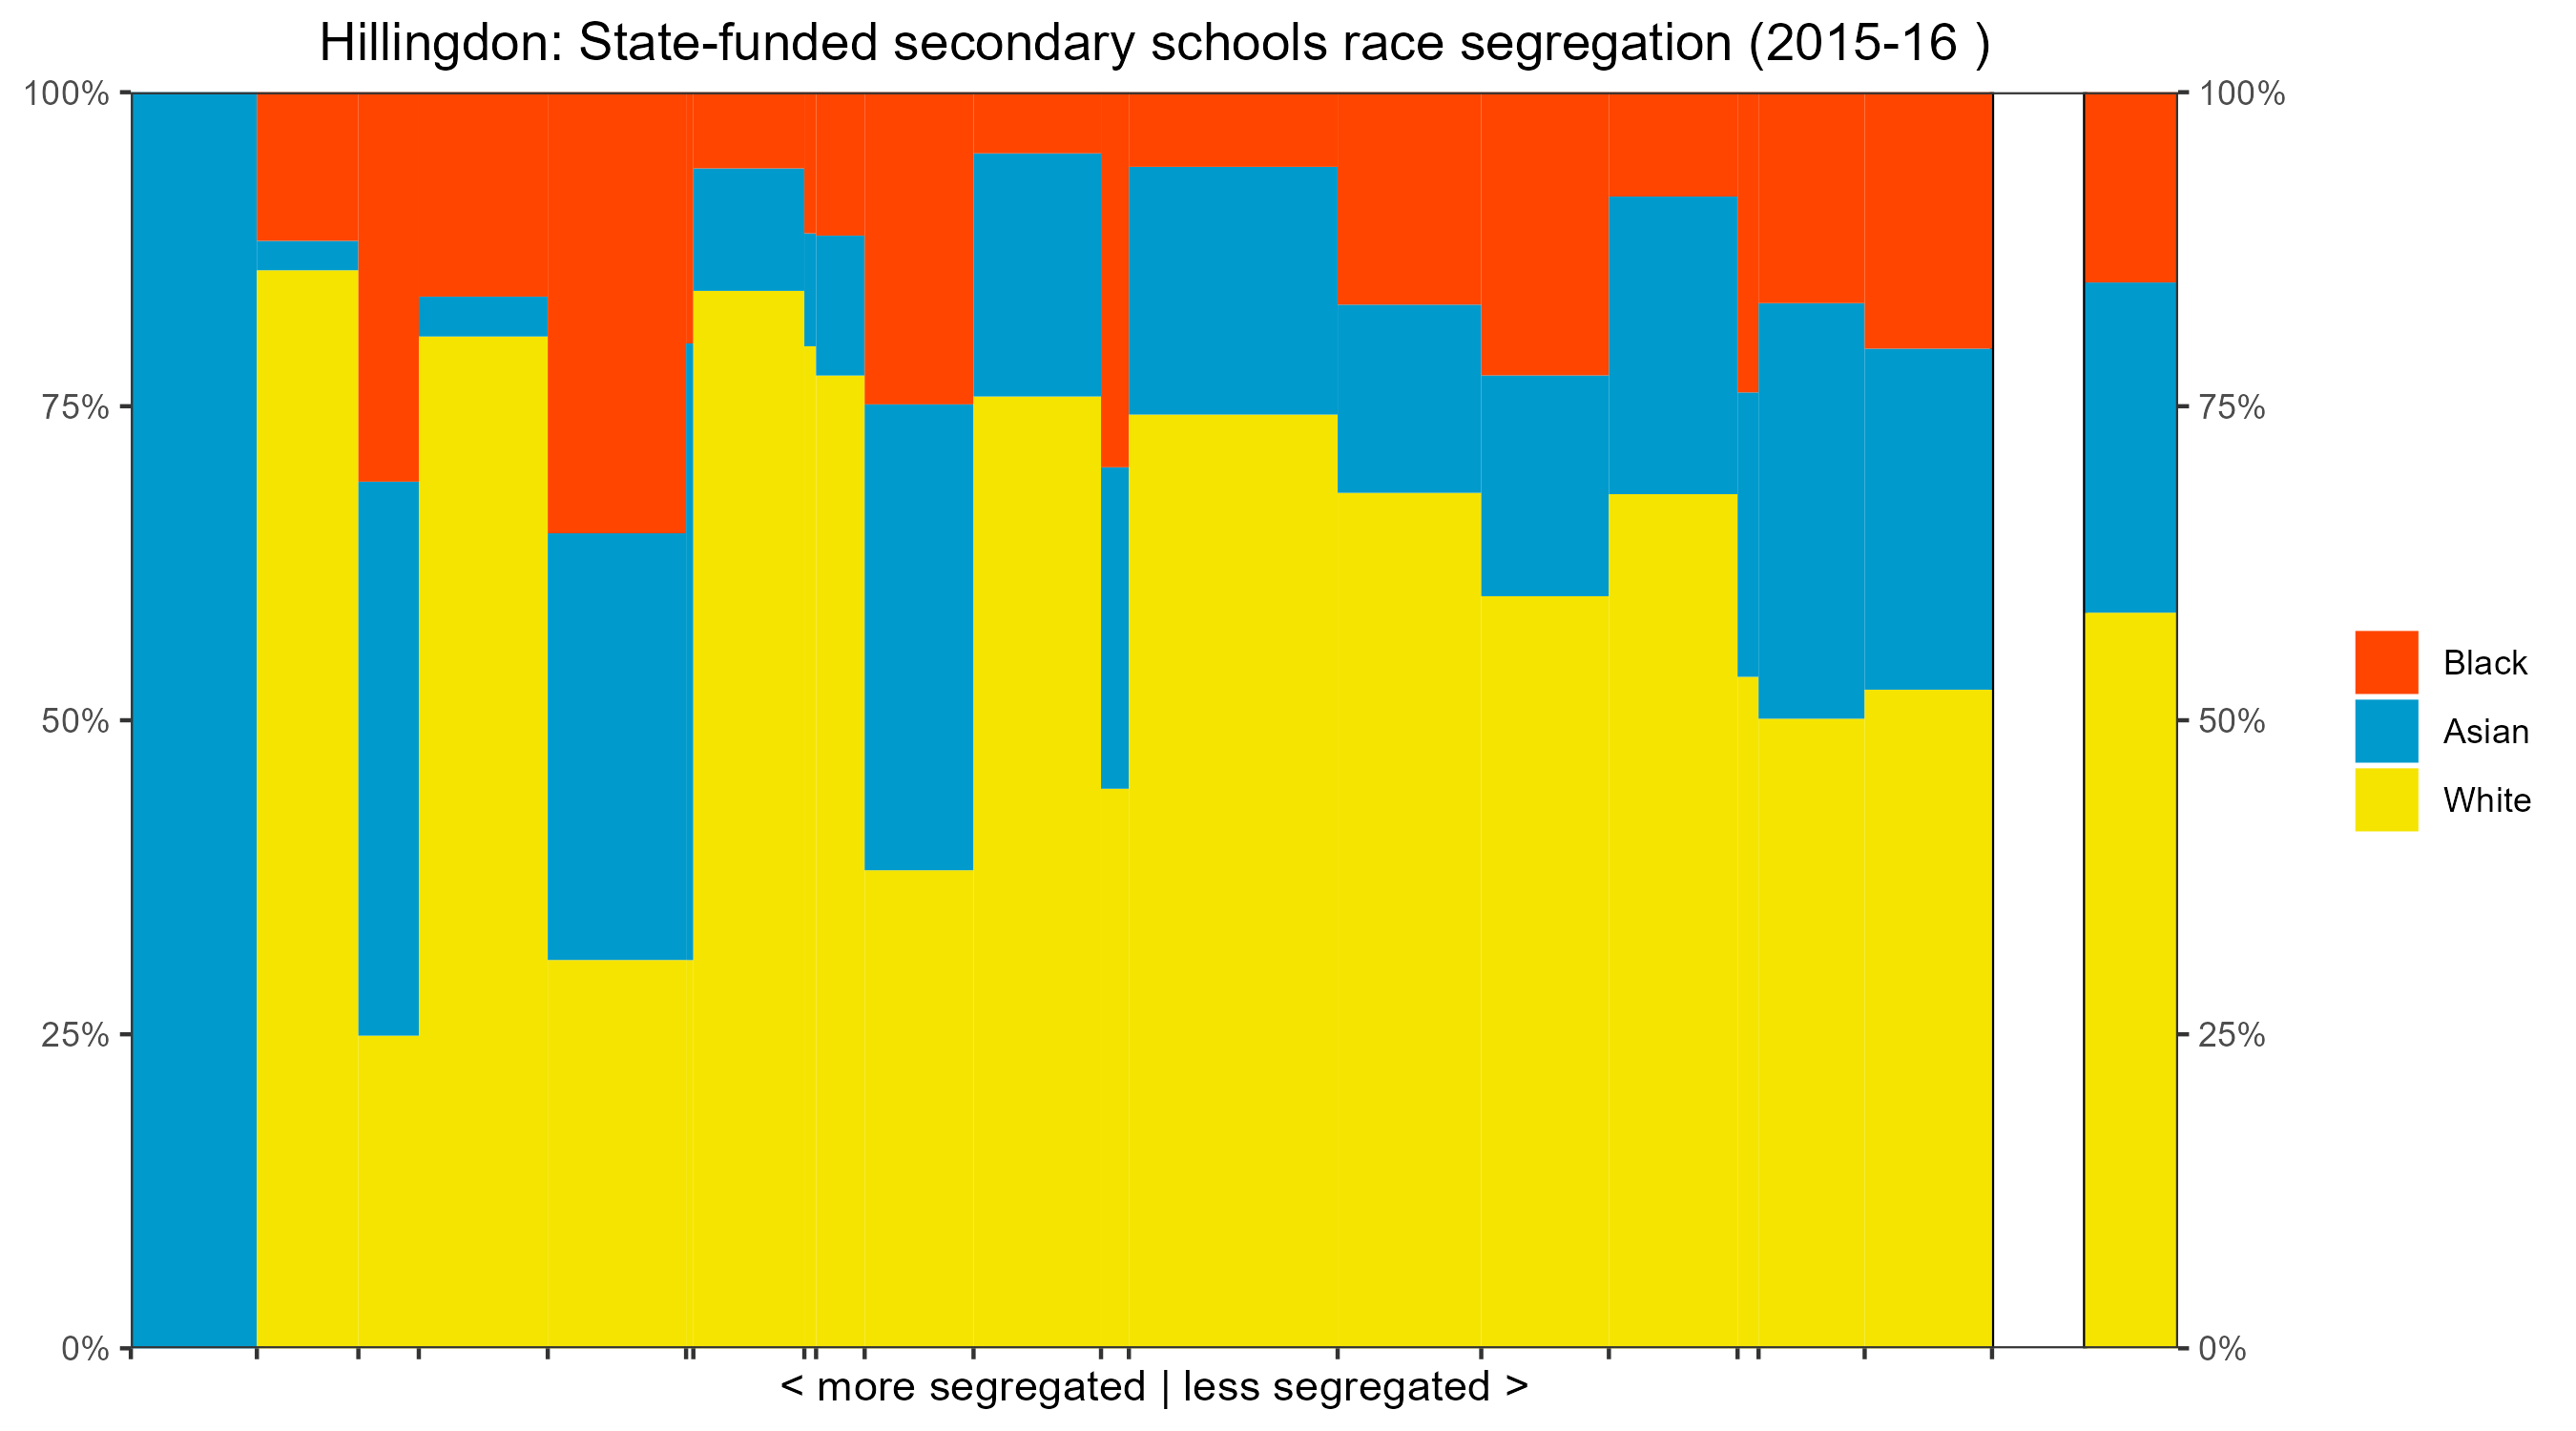 Hillingdon: State-funded secondary schools race segregation (2015-16 )
100%
75%
50%
25%
0%
100%
75%
50%
25%
0%
Black
Asian
White
< more segregated | less segregated >